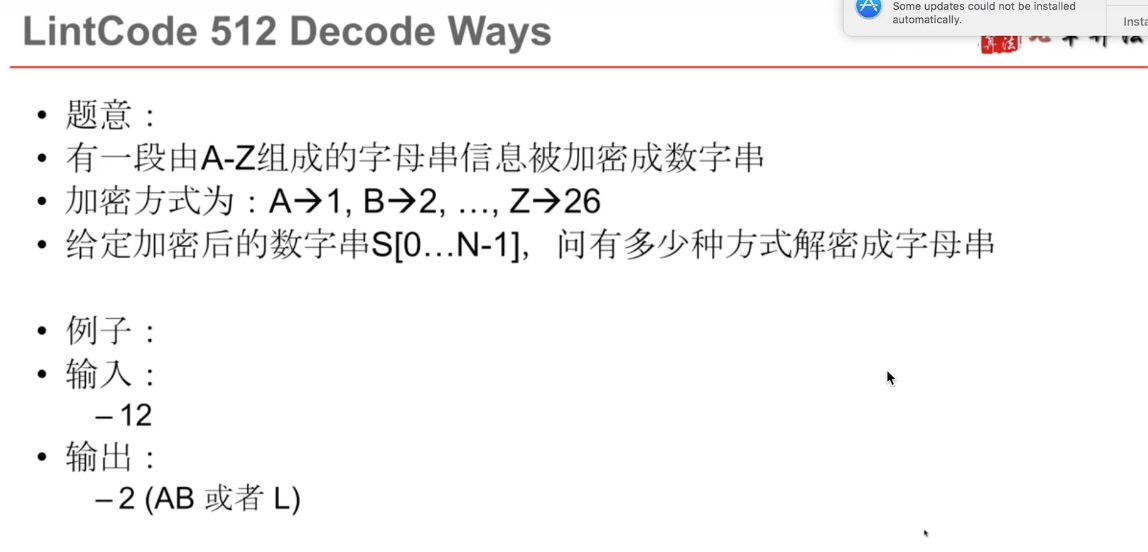 LintCode 512 Decode Ways
Some updates could not be installed
automatically.
• 题意：
• 有一段由A-Z组成的字母串信息被加密成数字串
• 加密方式为：A→1, B→2, …, Z→26
• 给定加密后的数字串S[0…N-1]， 问有多少种方式解密成字母串
• 例子：
• 输入：
– 12
• 输出：
– 2 (AB 或者 L)